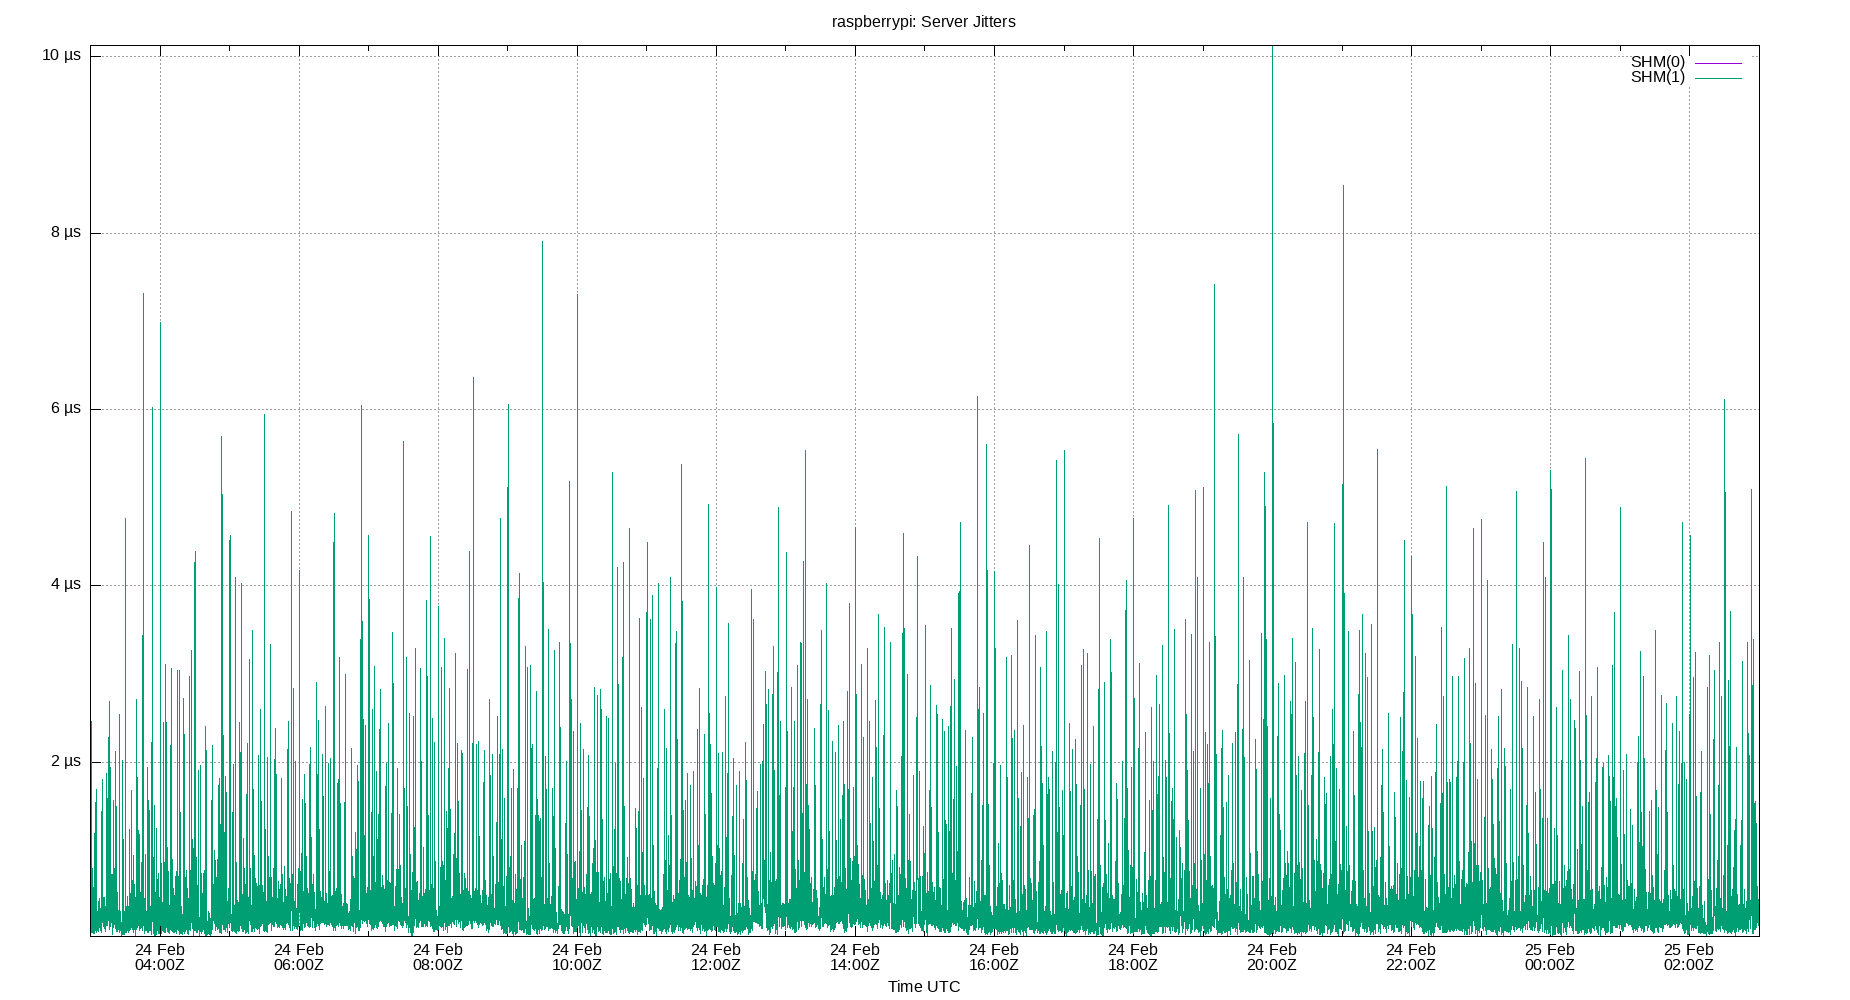 raspberrypi: Server Jitters
10 µs
8 µs
6 µs
4 µs
2 µs
SHM(0)
SHM(1)
24 Feb 24 Feb 24 Feb 24 Feb 24 Feb 24 Feb 24 Feb 24 Feb 24 Feb 24 Feb 25 Feb 25 Feb
04:00Z 06:00Z 08:00Z 10:00Z 12:00Z 14:00Z 16:00Z 18:00Z 20:00Z 22:00Z 00:00Z 02:00Z
Time UTC